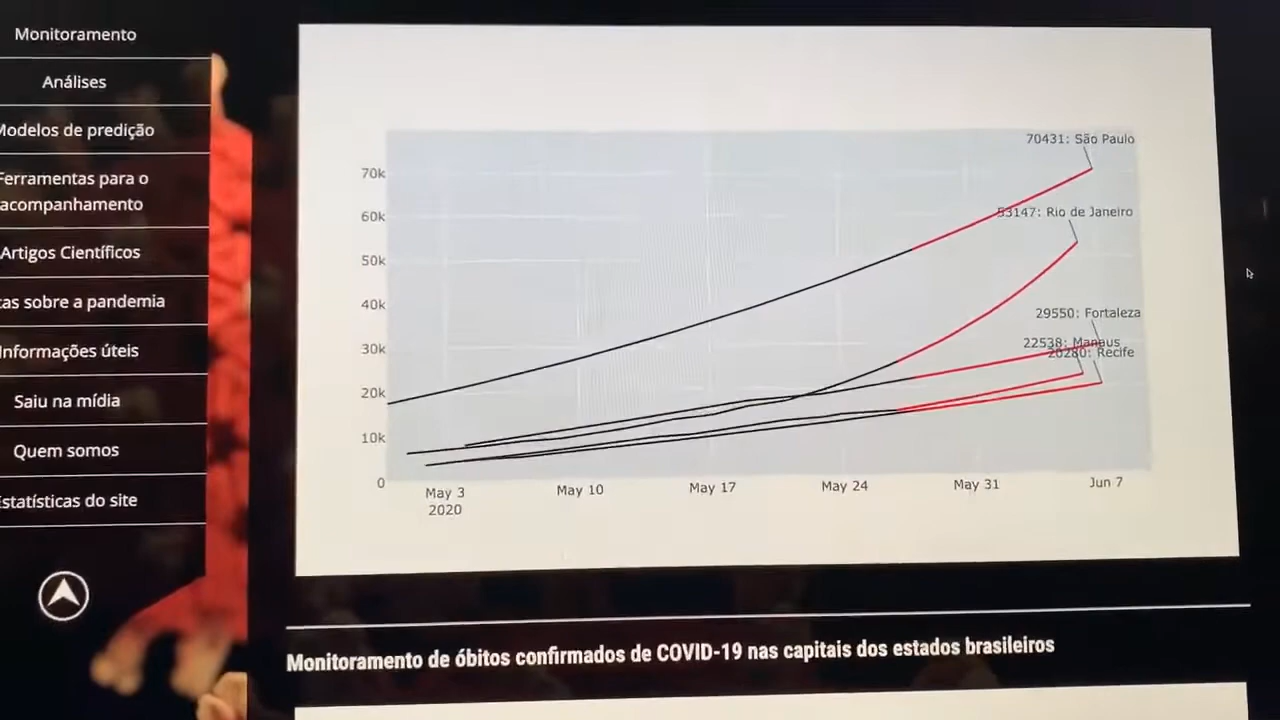 Monitoramento
Análises
Modelos de predição
Ferramentas para o
acompanhamento
Artigos Científicos
sobre a pandemia
Informações úteis
Saiu na mídia
Quem somos
Estatísticas do site
70431: São Paulo
53147: Rio de Janeiro
29550: Fortaleza
22538: Manaus
20280: Recife
70k
60k
50k
40k
30k
20k
10k
0
May 3
2020
May 10
May 17
May 24
May 31
Jun 7
Monitoramento de óbitos confirmados de COVID-19 nas capitais dos estados brasileiros